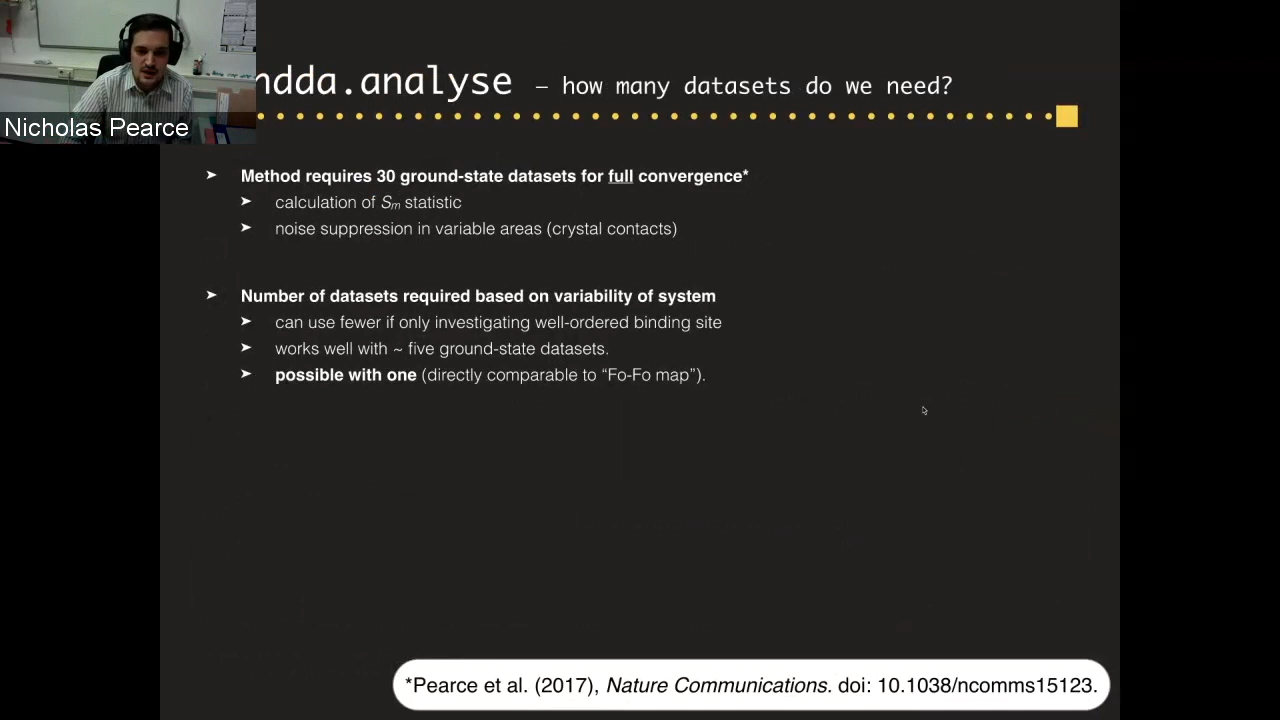 ndda.analyse – how many datasets do we need?
Nicholas Pearce
➤ Method requires 30 ground-state datasets for full convergence*
➤ calculation of Sm statistic
➤ noise suppression in variable areas (crystal contacts)
➤ Number of datasets required based on variability of system
➤ can use fewer if only investigating well-ordered binding site
➤ works well with ~ five ground-state datasets.
➤ possible with one (directly comparable to “Fo-Fo map”).
*Pearce et al. (2017), Nature Communications. doi: 10.1038/ncomms15123.